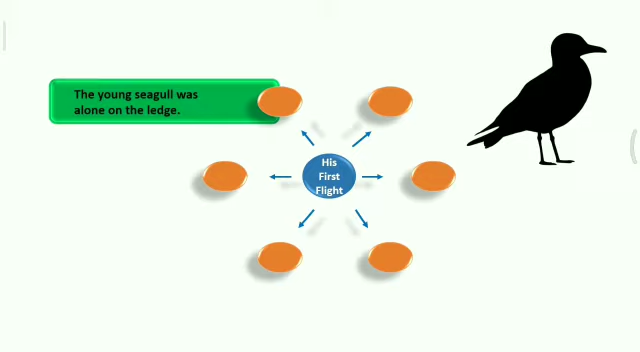 The young seagull was
alone on the ledge.
His
First
Flight